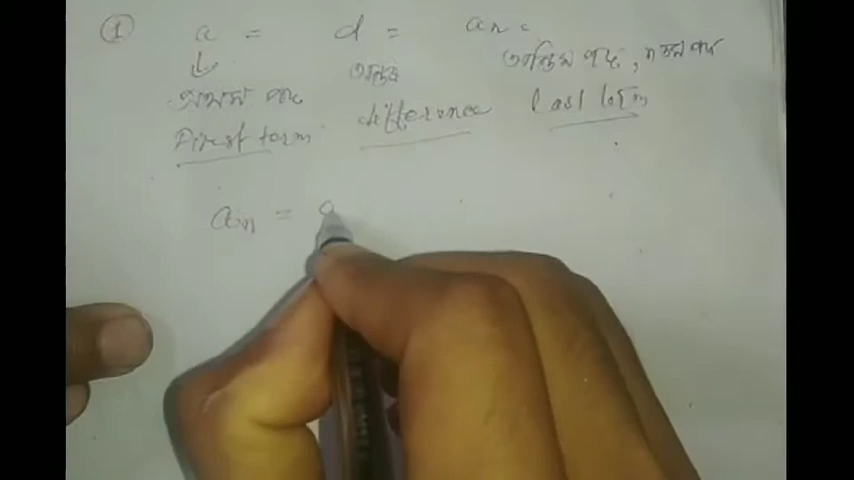 ① a = d = an =
প্রথম পদ অন্তর অন্তিম পদ, n তম পদ
First term difference last term
an = a